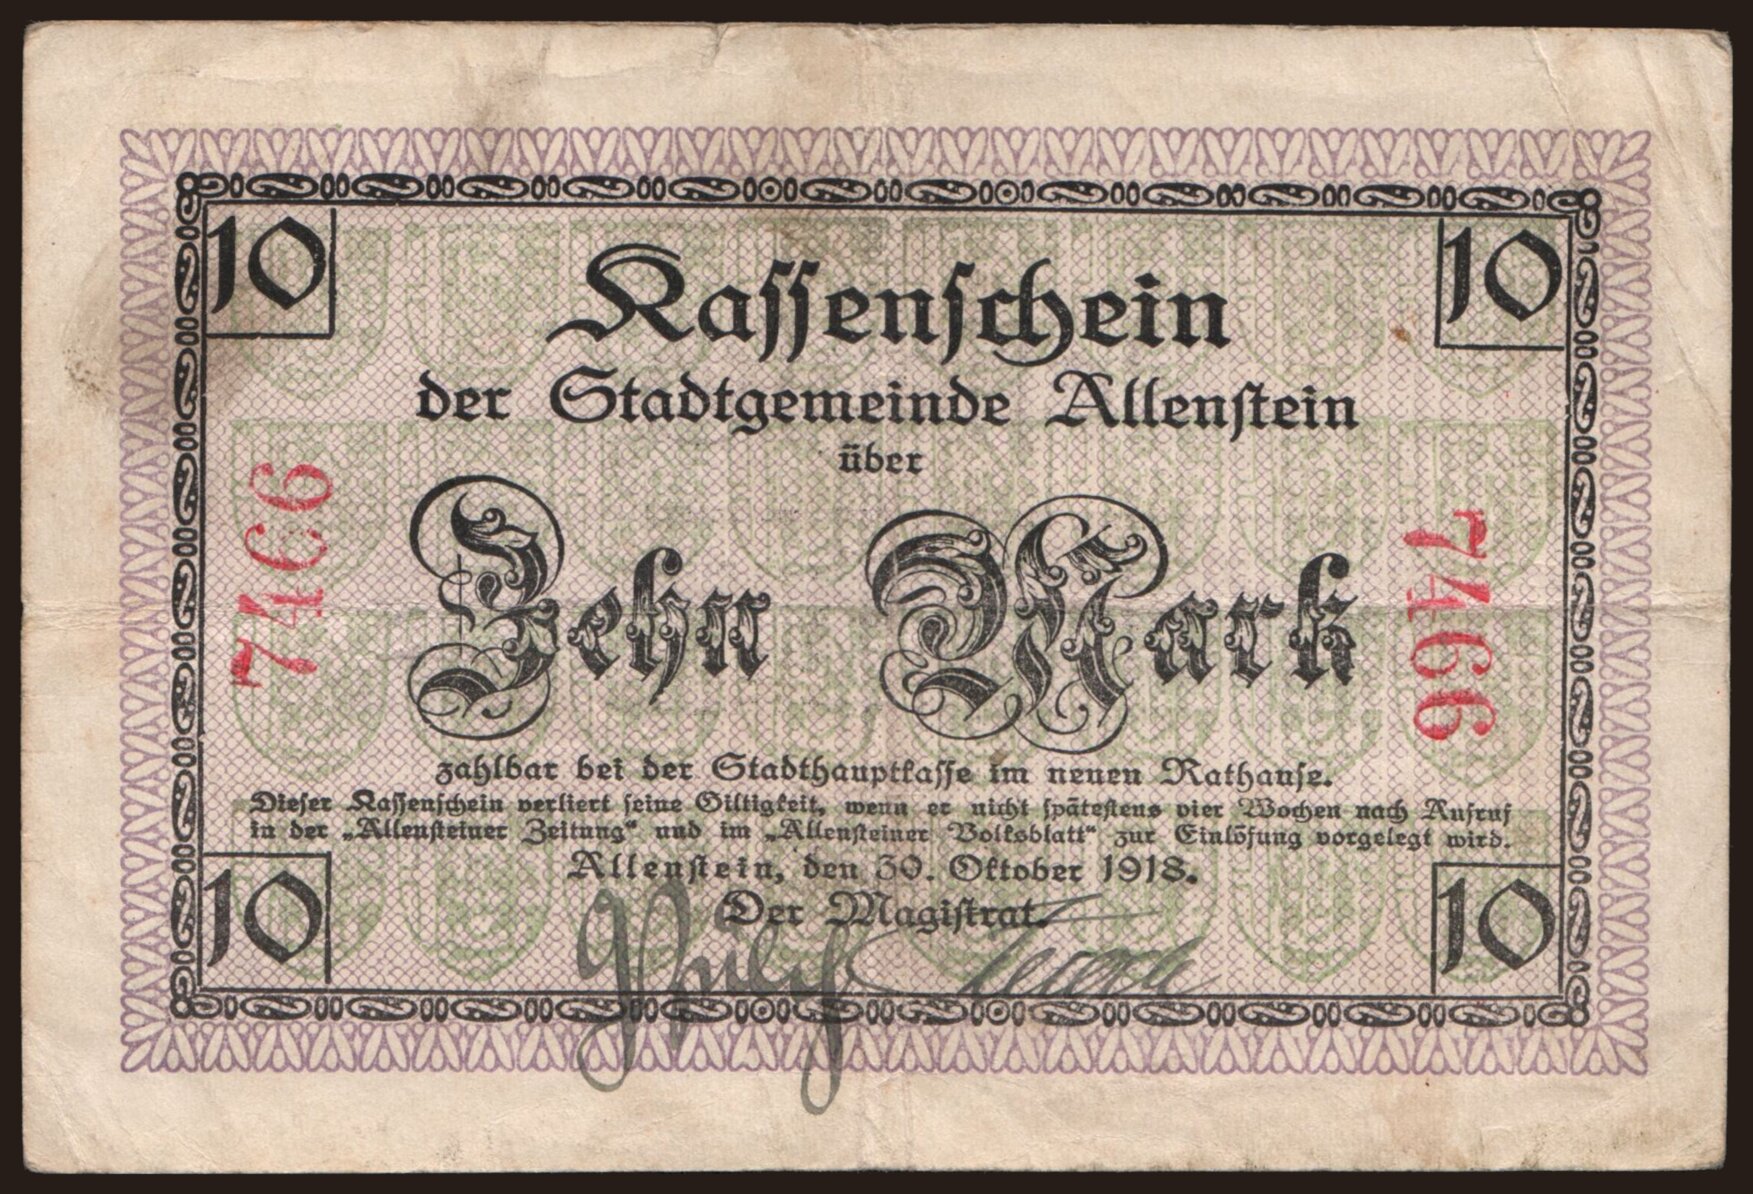 10
10
Kassenschein
der Stadtgemeinde Allenstein
über
7466
7466
Zehn Mark
zahlbar bei der Stadthauptkasse im neuen Rathause.
Dieser Kassenschein verliert seine Giltigkeit, wenn er nicht spätestens vier Wochen nach Aufruf
in der „Allensteiner Zeitung“ und im „Allensteiner Volksblatt“ zur Einlösung vorgelegt wird.
Allenstein, den 30. Oktober 1918.
10
Der Magistrat.
10